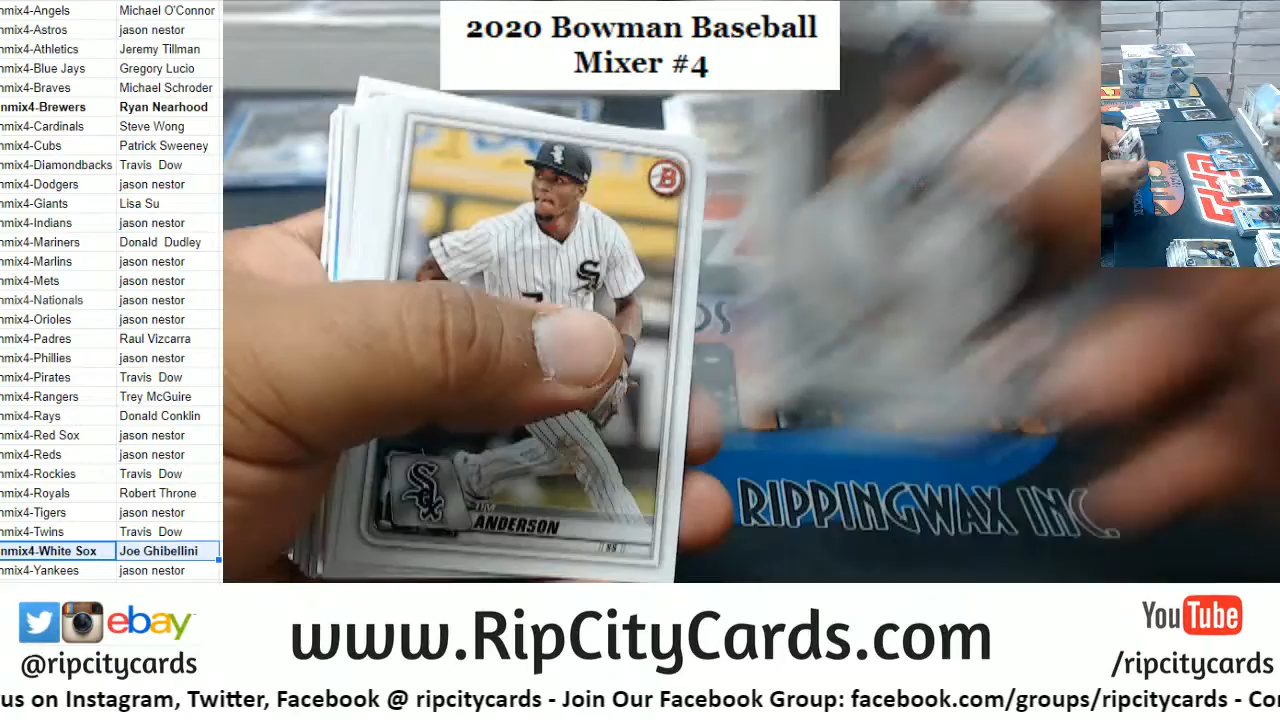 2020 Bowman Baseball
Mixer #4
nmix4-Angels Michael O'Connor
nmix4-Astros jason nestor
nmix4-Athletics Jeremy Tillman
nmix4-Blue Jays Gregory Lucio
nmix4-Braves Michael Schroder
nmix4-Brewers Ryan Nearhood
nmix4-Cardinals Steve Wong
nmix4-Cubs Patrick Sweeney
nmix4-Diamondbacks Travis Dow
nmix4-Dodgers jason nestor
nmix4-Giants Lisa Su
nmix4-Indians jason nestor
nmix4-Mariners Donald Dudley
nmix4-Marlins jason nestor
nmix4-Mets jason nestor
nmix4-Nationals jason nestor
nmix4-Orioles jason nestor
nmix4-Padres Raul Vizcarra
nmix4-Phillies jason nestor
nmix4-Pirates Travis Dow
nmix4-Rangers Trey McGuire
nmix4-Rays Donald Conklin
nmix4-Red Sox jason nestor
nmix4-Reds jason nestor
nmix4-Rockies Travis Dow
nmix4-Royals Robert Throne
nmix4-Tigers jason nestor
nmix4-Twins Travis Dow
nmix4-White Sox Joe Ghibellini
nmix4-Yankees jason nestor
B
Sox
TIM
ANDERSON
SS
RIPPINGWAX INC.
ebay
@ripcitycards
www.RipCityCards.com
YouTube
/ripcitycards
us on Instagram, Twitter, Facebook @ ripcitycards - Join Our Facebook Group: facebook.com/groups/ripcitycards - Co